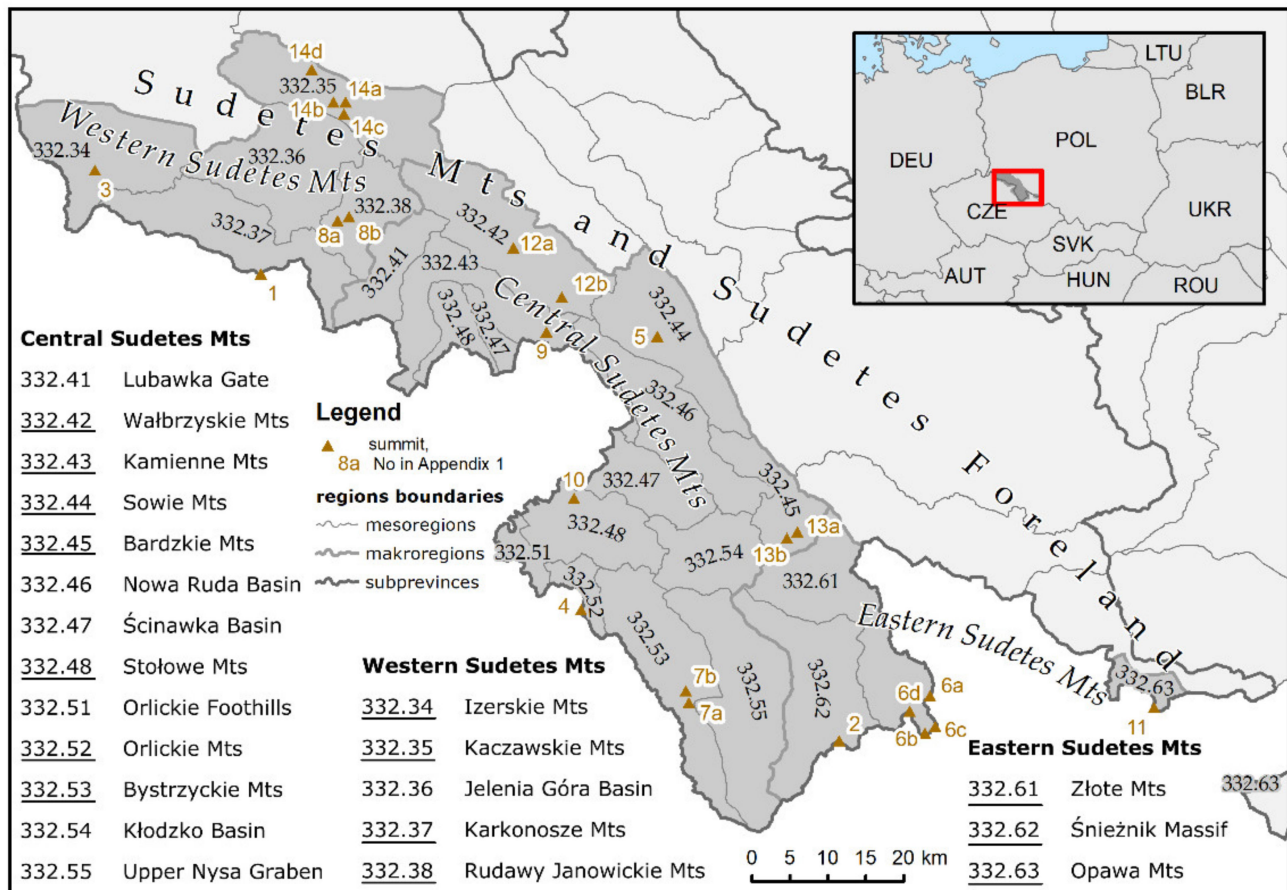 14d
332.35
14b
14a
14c
Sudetes Mts and Sudetes Foreland
Western Sudetes Mts
332.34
3
332.36
332.38
8a
8b
332.37
1
332.41
332.42
12a
332.43
12b
332.44
5
332.48
332.47
9
Central Sudetes Mts
332.46
10
332.47
332.45
332.48
13a
13b
332.51
332.54
332.61
332.52
4
332.53
Eastern Sudetes Mts
7b
7a
332.55
332.62
2
6d
6a
6b
6c
332.63
11
332:63
LTU
BLR
POL
DEU
CZE
UKR
SVK
AUT
HUN
ROU
Central Sudetes Mts
332.41 Lubawka Gate
332.42 Wałbrzyskie Mts
332.43 Kamienne Mts
332.44 Sowie Mts
332.45 Bardzkie Mts
332.46 Nowa Ruda Basin
332.47 Ścinawka Basin
332.48 Stołowe Mts
332.51 Orlickie Foothills
332.52 Orlickie Mts
332.53 Bystrzyckie Mts
332.54 Kłodzko Basin
332.55 Upper Nysa Graben
Legend
summit,
8a No in Appendix 1
regions boundaries
mesoregions
makroregions
subprevinces
Western Sudetes Mts
332.34 Izerskie Mts
332.35 Kaczawskie Mts
332.36 Jelenia Góra Basin
332.37 Karkonosze Mts
332.38 Rudawy Janowickie Mts
0 5 10 20 km
Eastern Sudetes Mts
332.61 Złote Mts
332.62 Śnieżnik Massif
332.63 Opawa Mts